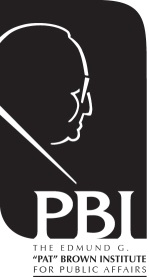 PBI
THE EDMUND G.
"PAT" BROWN INSTITUTE
FOR PUBLIC AFFAIRS